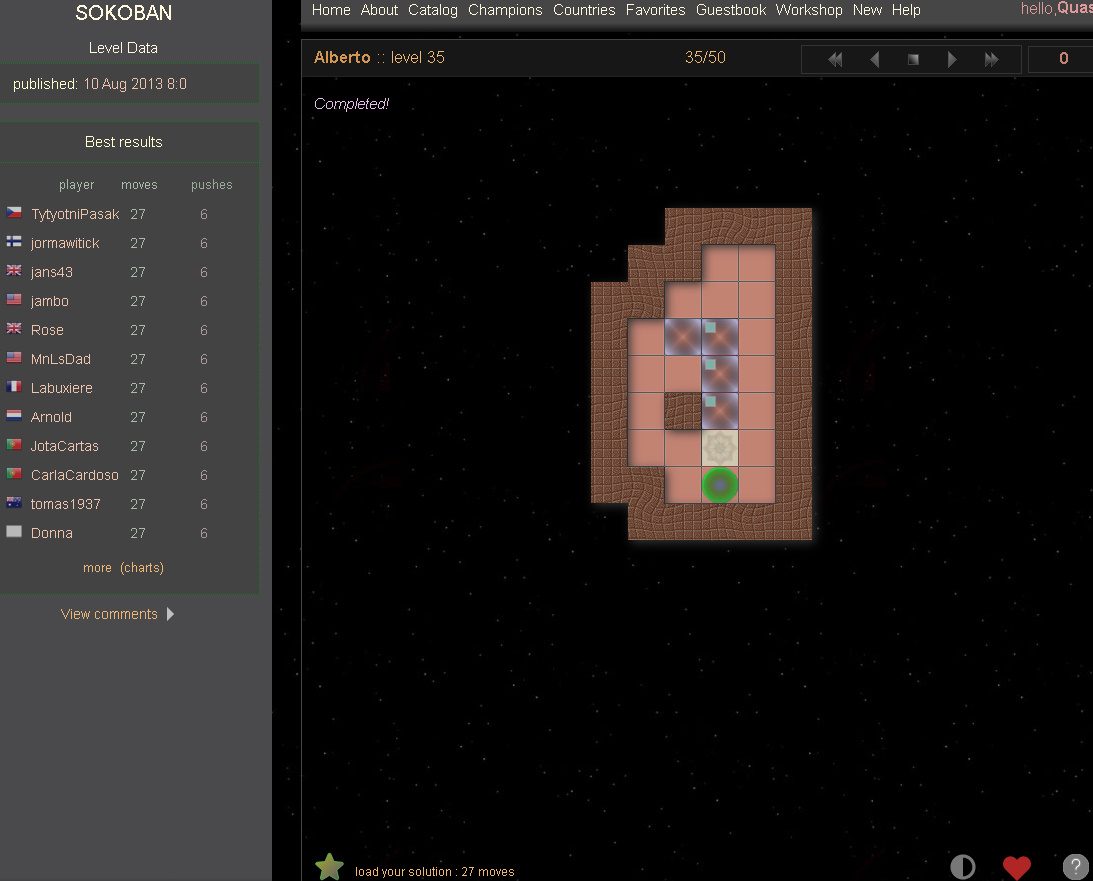 SOKOBAN
Level Data
published: 10 Aug 2013 8:0
Best results
player moves pushes
TytyotniPasak 27 6
jormawitick 27 6
jans43 27 6
jambo 27 6
Rose 27 6
MnLsDad 27 6
Labuxiere 27 6
Arnold 27 6
JotaCartas 27 6
CarlaCardoso 27 6
tomas1937 27 6
Donna 27 6
more (charts)
View comments
Home About Catalog Champions Countries Favorites Guestbook Workshop New Help hello,Quas
Alberto :: level 35 35/50 0
Completed!
load your solution : 27 moves
?